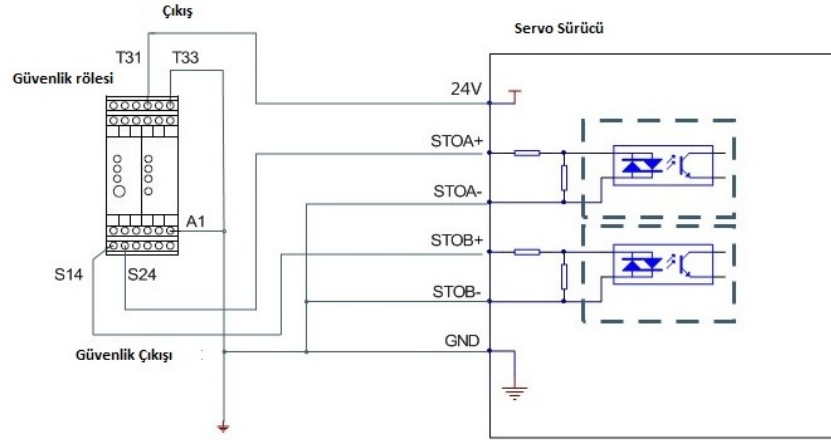 Çıkış
Servo Sürücü
T31
T33
Güvenlik rölesi
24V
STOA+
STOA-
A1
STOB+
S14
S24
STOB-
Güvenlik Çıkışı
GND